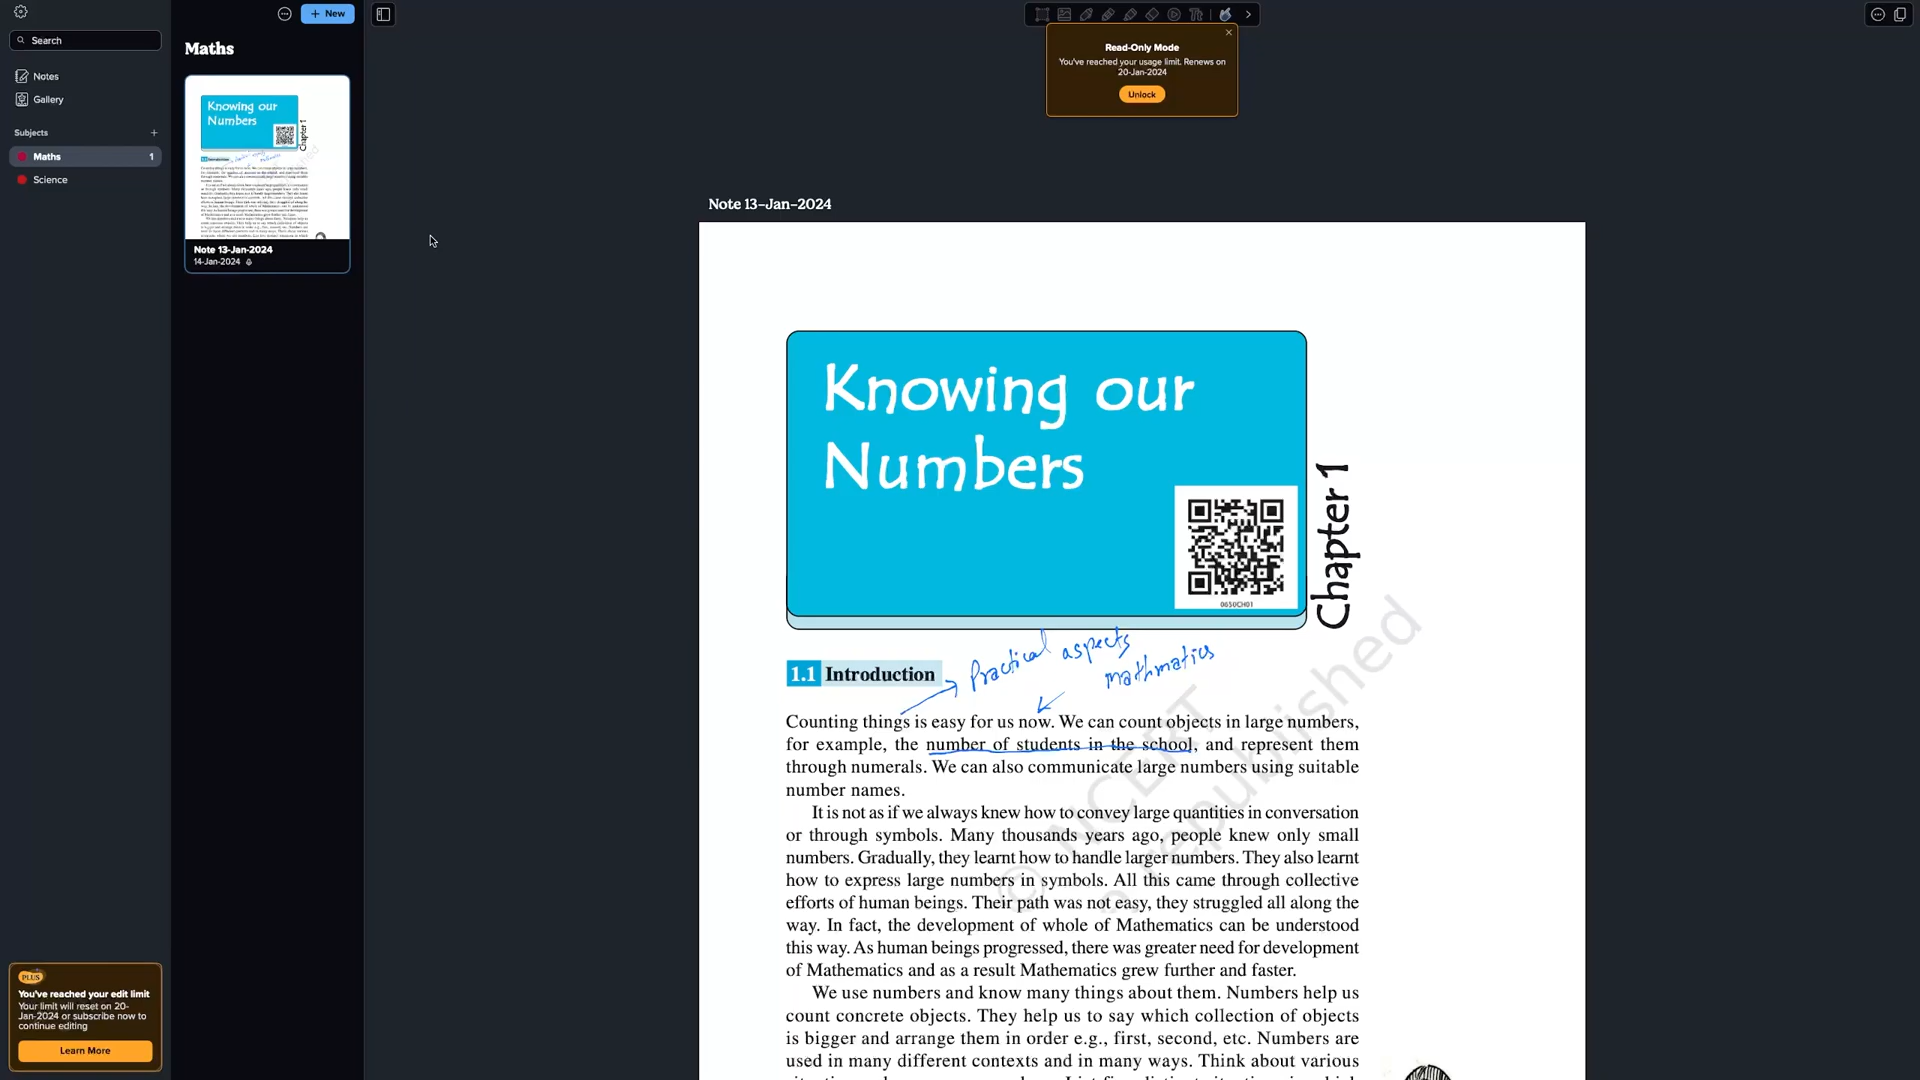 Search
Notes
Gallery
Subjects
Maths 1
Science
PLUS
You've reached your edit limit
Your limit will reset on 20-
Jan-2024 or subscribe now to
continue editing
Learn More
+ New
Maths
Knowing our
Numbers
Chapter 1
Note 13-Jan-2024
14-Jan-2024
Read-Only Mode
You've reached your usage limit. Renews on
20-Jan-2024
Unlock
Note 13-Jan-2024
Knowing our
Numbers
0650CH01
Chapter 1
Practical aspects
mathmatics
1.1 Introduction
Counting things is easy for us now. We can count objects in large numbers,
for example, the number of students in the school, and represent them
through numerals. We can also communicate large numbers using suitable
number names.
It is not as if we always knew how to convey large quantities in conversation
or through symbols. Many thousands years ago, people knew only small
numbers. Gradually, they learnt how to handle larger numbers. They also learnt
how to express large numbers in symbols. All this came through collective
efforts of human beings. Their path was not easy, they struggled all along the
way. In fact, the development of whole of Mathematics can be understood
this way. As human beings progressed, there was greater need for development
of Mathematics and as a result Mathematics grew further and faster.
We use numbers and know many things about them. Numbers help us
count concrete objects. They help us to say which collection of objects
is bigger and arrange them in order e.g., first, second, etc. Numbers are
used in many different contexts and in many ways. Think about various
© NCERT
republished